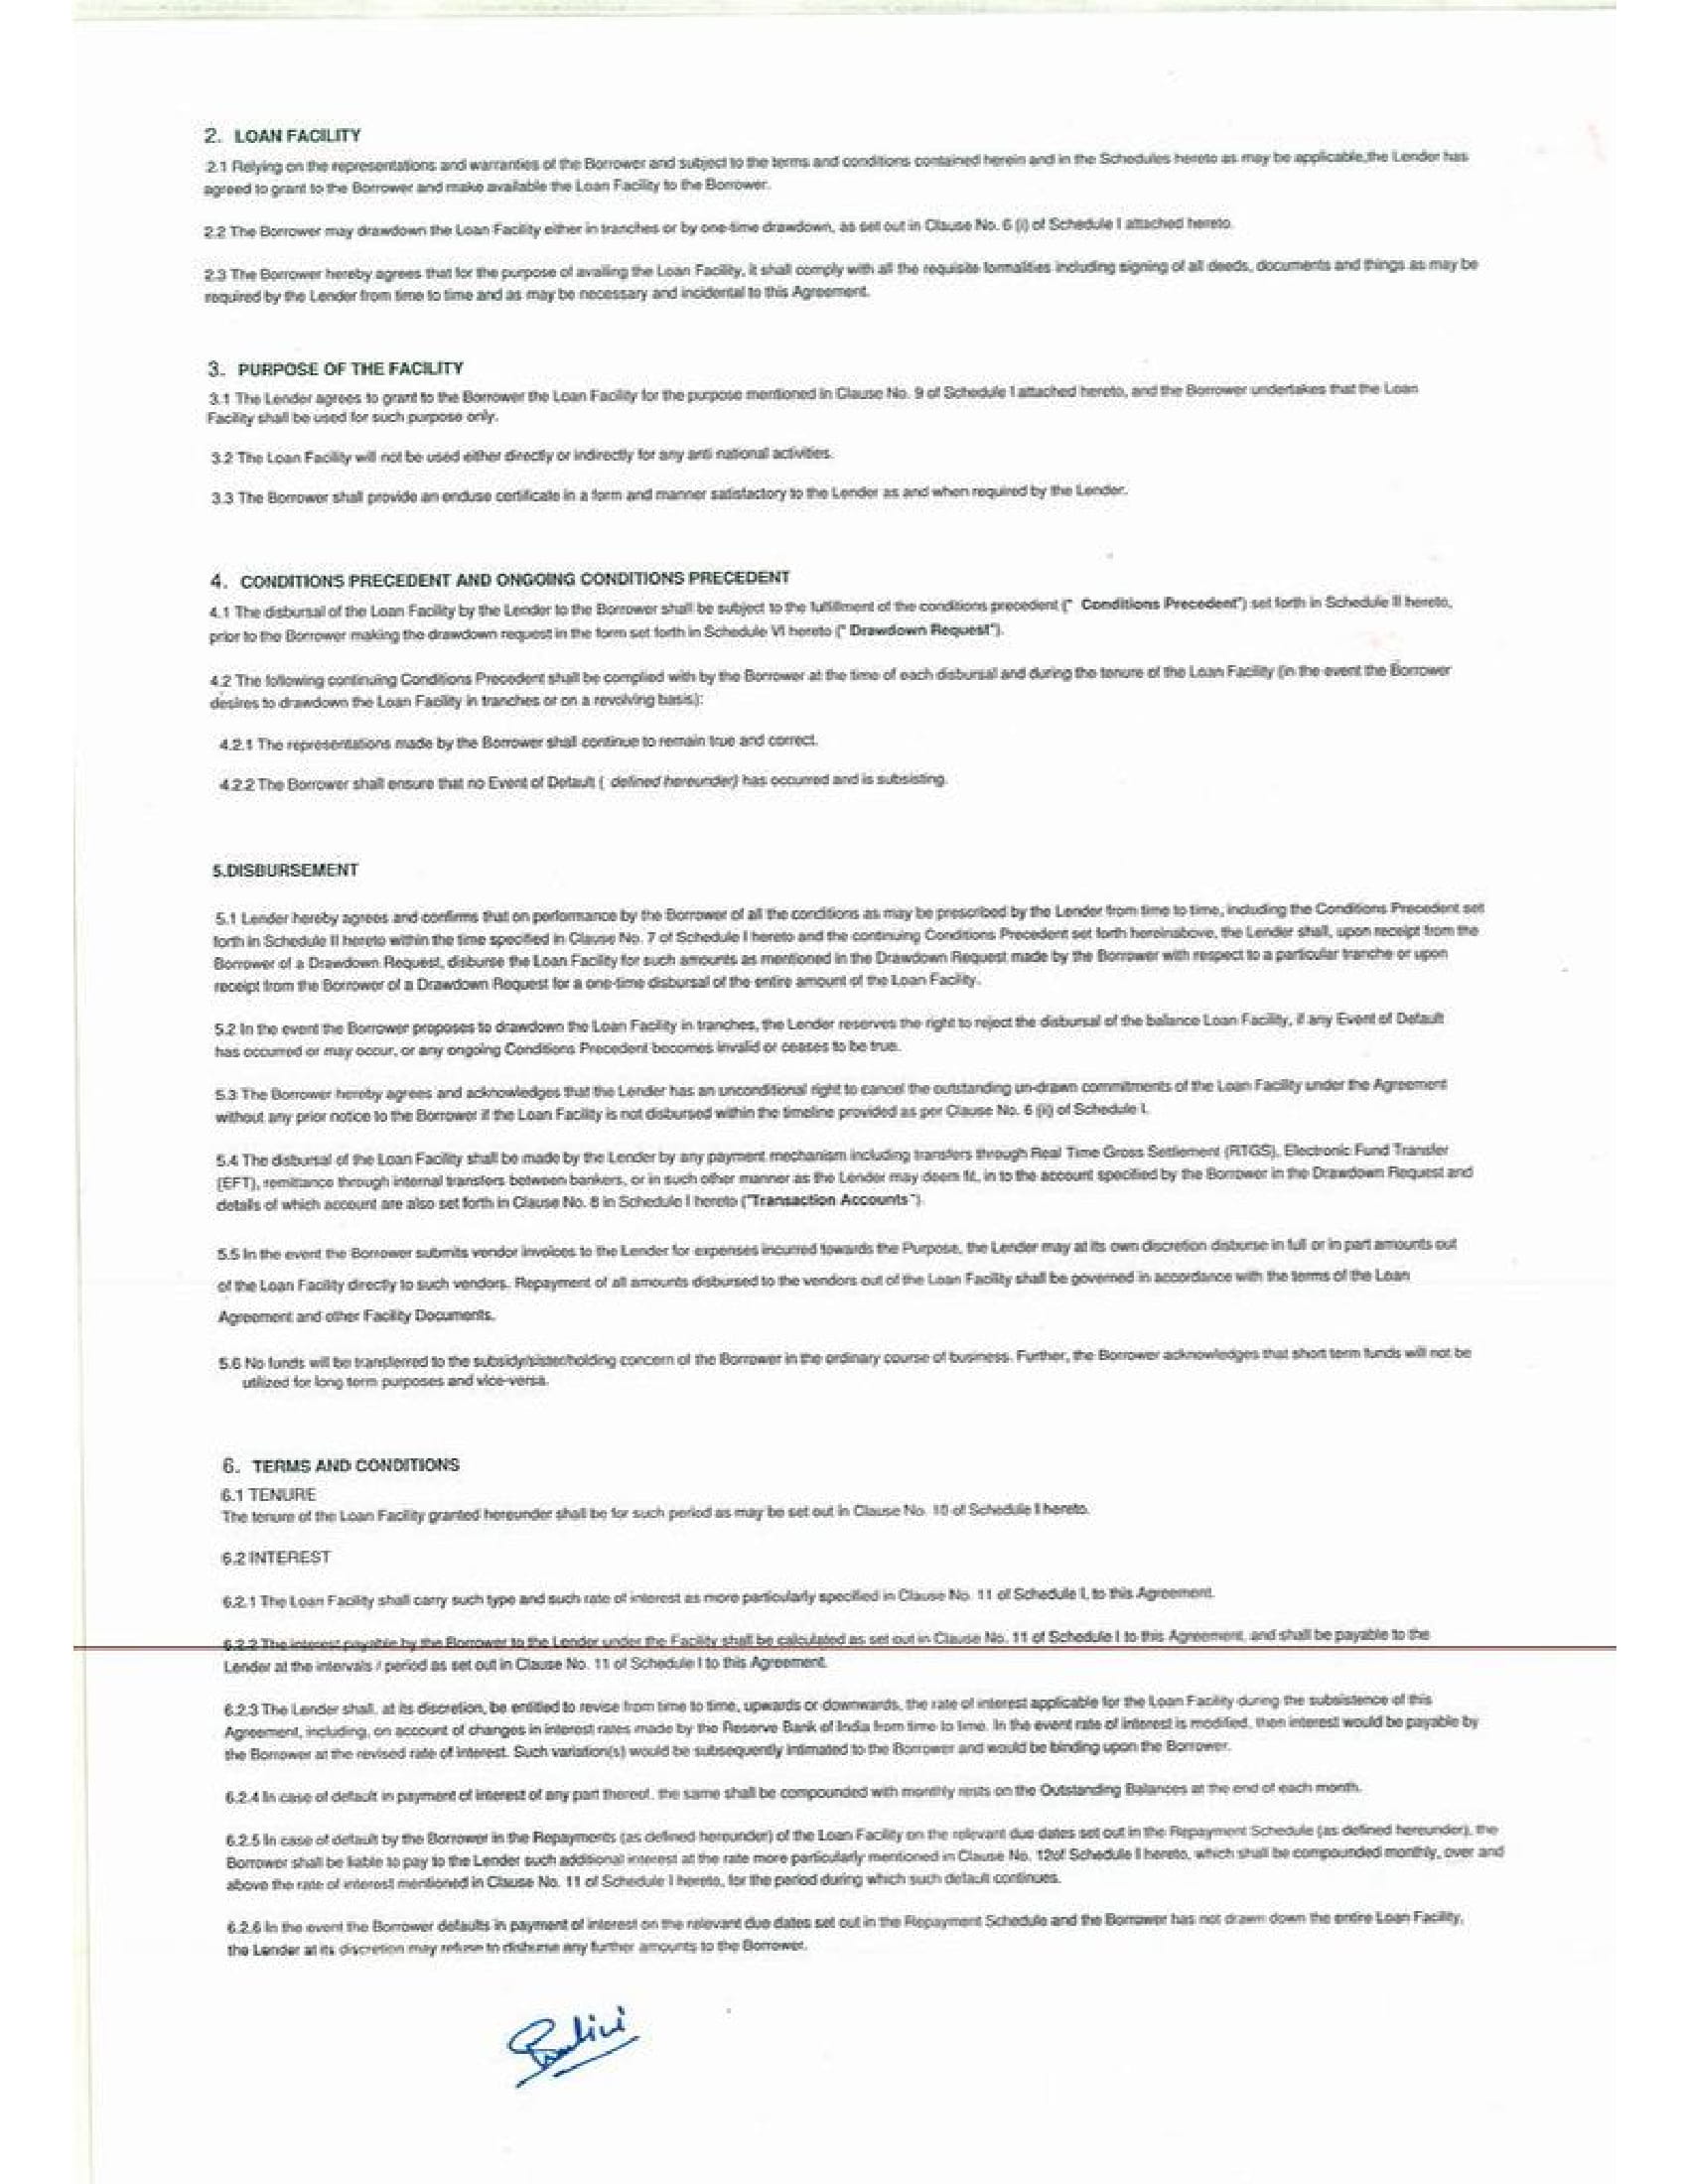 2. LOAN FACILITY
2.1 Relying on the representations and warranties of the Borrower and subject to the terms and conditions contained herein and in the Schedules hereto as may be applicable,the Lender has
agreed to grant to the Borrower and make available the Loan Facility to the Borrower.
2.2 The Borrower may drawdown the Loan Facility either in tranches or by one-time drawdown, as set out in Clause No. 6 (i) of Schedule I attached hereto.
2.3 The Borrower hereby agrees that for the purpose of availing the Loan Facility, it shall comply with all the requisite formalities including signing of all deeds, documents and things as may be
required by the Lender from time to time and as may be necessary and incidental to this Agreement.
3. PURPOSE OF THE FACILITY
3.1 The Lender agrees to grant to the Borrower the Loan Facility for the purpose mentioned in Clause No. 9 of Schedule I attached hereto, and the Borrower undertakes that the Loan
Facility shall be used for such purpose only.
3.2 The Loan Facility will not be used either directly or indirectly for any anti national activities.
3.3 The Borrower shall provide an enduse certificate in a form and manner satisfactory to the Lender as and when required by the Lender.
4. CONDITIONS PRECEDENT AND ONGOING CONDITIONS PRECEDENT
4.1 The disbursal of the Loan Facility by the Lender to the Borrower shall be subject to the fulfillment of the conditions precedent (" Conditions Precedent") set forth in Schedule II hereto,
prior to the Borrower making the drawdown request in the form set forth in Schedule VI hereto (" Drawdown Request").
4.2 The following continuing Conditions Precedent shall be complied with by the Borrower at the time of each disbursal and during the tenure of the Loan Facility (in the event the Borrower
desires to drawdown the Loan Facility in tranches or on a revolving basis):
4.2.1 The representations made by the Borrower shall continue to remain true and correct.
4.2.2 The Borrower shall ensure that no Event of Default ( defined hereunder) has occurred and is subsisting.
5.DISBURSEMENT
5.1 Lender hereby agrees and confirms that on performance by the Borrower of all the conditions as may be prescribed by the Lender from time to time, including the Conditions Precedent set
forth in Schedule II hereto within the time specified in Clause No. 7 of Schedule I hereto and the continuing Conditions Precedent set forth hereinabove, the Lender shall, upon receipt from the
Borrower of a Drawdown Request, disburse the Loan Facility for such amounts as mentioned in the Drawdown Request made by the Borrower with respect to a particular tranche or upon
receipt from the Borrower of a Drawdown Request for a one-time disbursal of the entire amount of the Loan Facility.
5.2 In the event the Borrower proposes to drawdown the Loan Facility in tranches, the Lender reserves the right to reject the disbursal of the balance Loan Facility, if any Event of Default
has occurred or may occur, or any ongoing Conditions Precedent becomes invalid or ceases to be true.
5.3 The Borrower hereby agrees and acknowledges that the Lender has an unconditional right to cancel the outstanding un-drawn commitments of the Loan Facility under the Agreement
without any prior notice to the Borrower if the Loan Facility is not disbursed within the timeline provided as per Clause No. 6 (ii) of Schedule I.
5.4 The disbursal of the Loan Facility shall be made by the Lender by any payment mechanism including transfers through Real Time Gross Settlement (RTGS), Electronic Fund Transfer
(EFT), remittance through internal transfers between bankers, or in such other manner as the Lender may deem fit, in to the account specified by the Borrower in the Drawdown Request and
details of which account are also set forth in Clause No. 8 in Schedule I hereto ("Transaction Accounts").
5.5 In the event the Borrower submits vendor invoices to the Lender for expenses incurred towards the Purpose, the Lender may at its own discretion disburse in full or in part amounts out
of the Loan Facility directly to such vendors. Repayment of all amounts disbursed to the vendors out of the Loan Facility shall be governed in accordance with the terms of the Loan
Agreement and other Facility Documents.
5.6 No funds will be transferred to the subsidy/sister/holding concern of the Borrower in the ordinary course of business. Further, the Borrower acknowledges that short term funds will not be
utilized for long term purposes and vice-versa.
6. TERMS AND CONDITIONS
6.1 TENURE
The tenure of the Loan Facility granted hereunder shall be for such period as may be set out in Clause No. 10 of Schedule I hereto.
6.2 INTEREST
6.2.1 The Loan Facility shall carry such type and such rate of interest as more particularly specified in Clause No. 11 of Schedule I, to this Agreement.
6.2.2 The interest payable by the Borrower to the Lender under the Facility shall be calculated as set out in Clause No. 11 of Schedule I to this Agreement, and shall be payable to the
Lender at the intervals / period as set out in Clause No. 11 of Schedule I to this Agreement.
6.2.3 The Lender shall, at its discretion, be entitled to revise from time to time, upwards or downwards, the rate of interest applicable for the Loan Facility during the subsistence of this
Agreement, including, on account of changes in interest rates made by the Reserve Bank of India from time to time. In the event rate of interest is modified, then interest would be payable by
the Borrower at the revised rate of interest. Such variation(s) would be subsequently intimated to the Borrower and would be binding upon the Borrower.
6.2.4 In case of default in payment of interest of any part thereof, the same shall be compounded with monthly rests on the Outstanding Balances at the end of each month.
6.2.5 In case of default by the Borrower in the Repayments (as defined hereunder) of the Loan Facility on the relevant due dates set out in the Repayment Schedule (as defined hereunder), the
Borrower shall be liable to pay to the Lender such additional interest at the rate more particularly mentioned in Clause No. 12of Schedule I hereto, which shall be compounded monthly, over and
above the rate of interest mentioned in Clause No. 11 of Schedule I hereto, for the period during which such default continues.
6.2.6 In the event the Borrower defaults in payment of interest on the relevant due dates set out in the Repayment Schedule and the Borrower has not drawn down the entire Loan Facility,
the Lender at its discretion may refuse to disburse any further amounts to the Borrower.